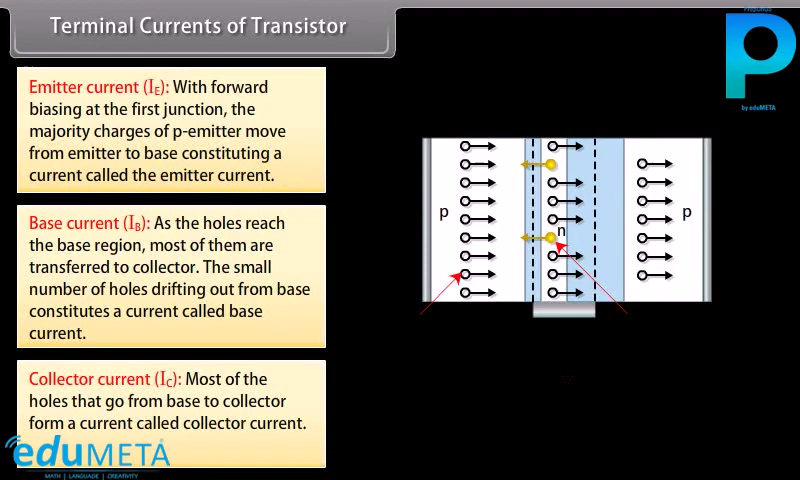 Terminal Currents of Transistor
Emitter current (I_E): With forward
biasing at the first junction, the
majority charges of p-emitter move
from emitter to base constituting a
current called the emitter current.
Base current (I_B): As the holes reach
the base region, most of them are
transferred to collector. The small
number of holes drifting out from base
constitutes a current called base
current.
Collector current (I_C): Most of the
holes that go from base to collector
form a current called collector current.
eduMETA
MATH | LANGUAGE | CREATIVITY
P
by eduMETA
p
n
p